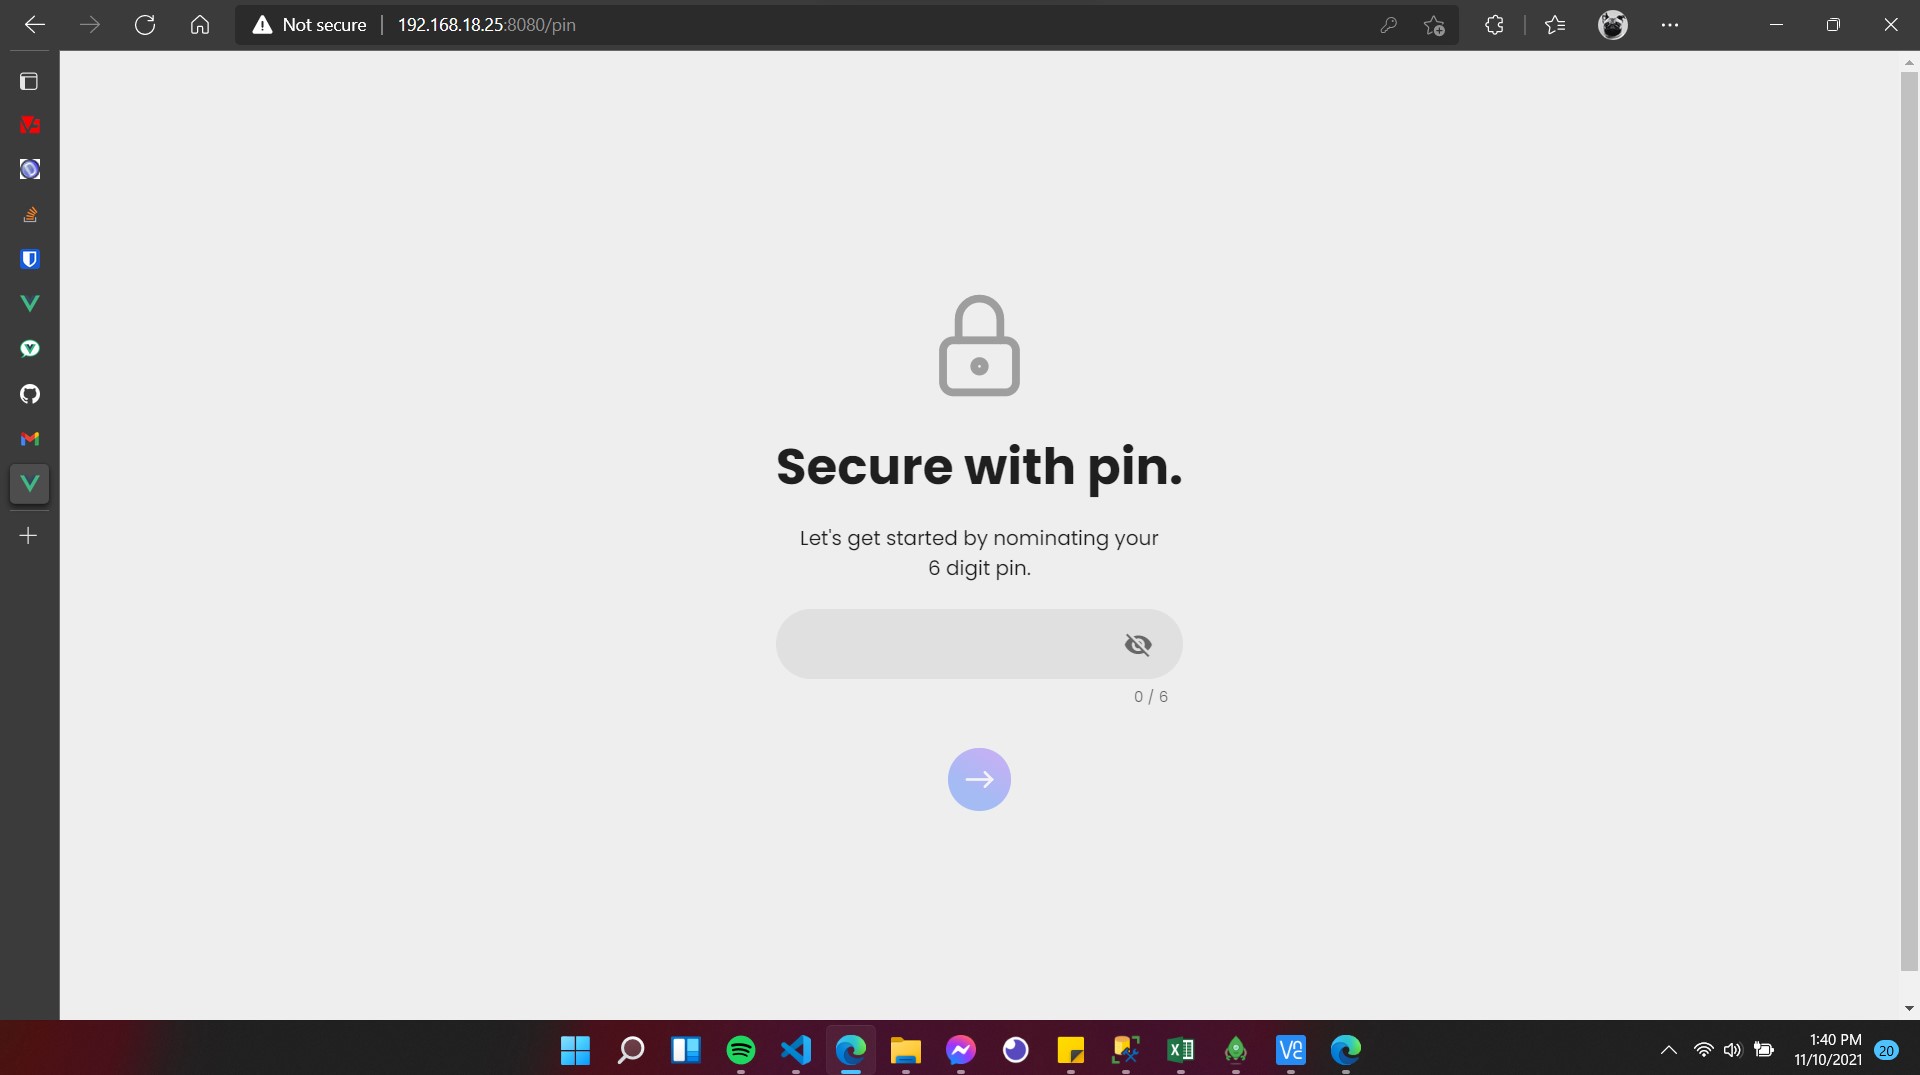 Not secure
192.168.18.25:8080/pin
Secure with pin.
Let's get started by nominating your
6 digit pin.
0 / 6
1:40 PM
11/10/2021
20